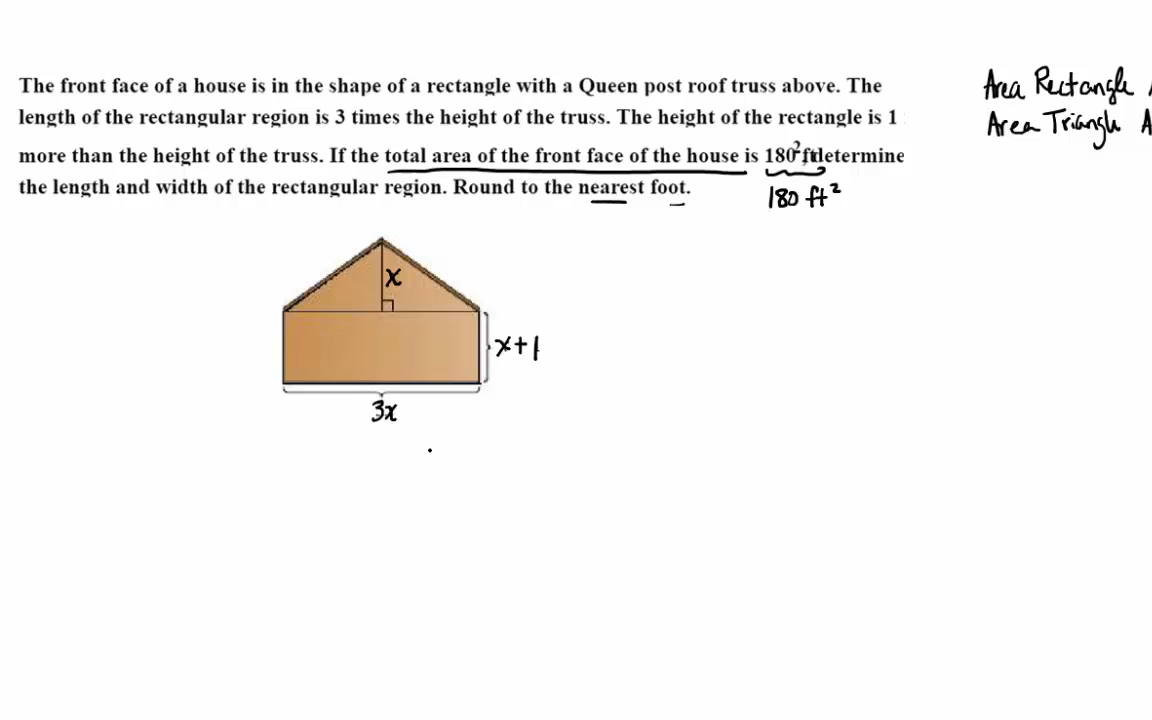 The front face of a house is in the shape of a rectangle with a Queen post roof truss above. The
length of the rectangular region is 3 times the height of the truss. The height of the rectangle is 1
more than the height of the truss. If the total area of the front face of the house is 180 ft² determine
the length and width of the rectangular region. Round to the nearest foot.
180 ft²
Area Rectangle
Area Triangle A
x
x+1
3x